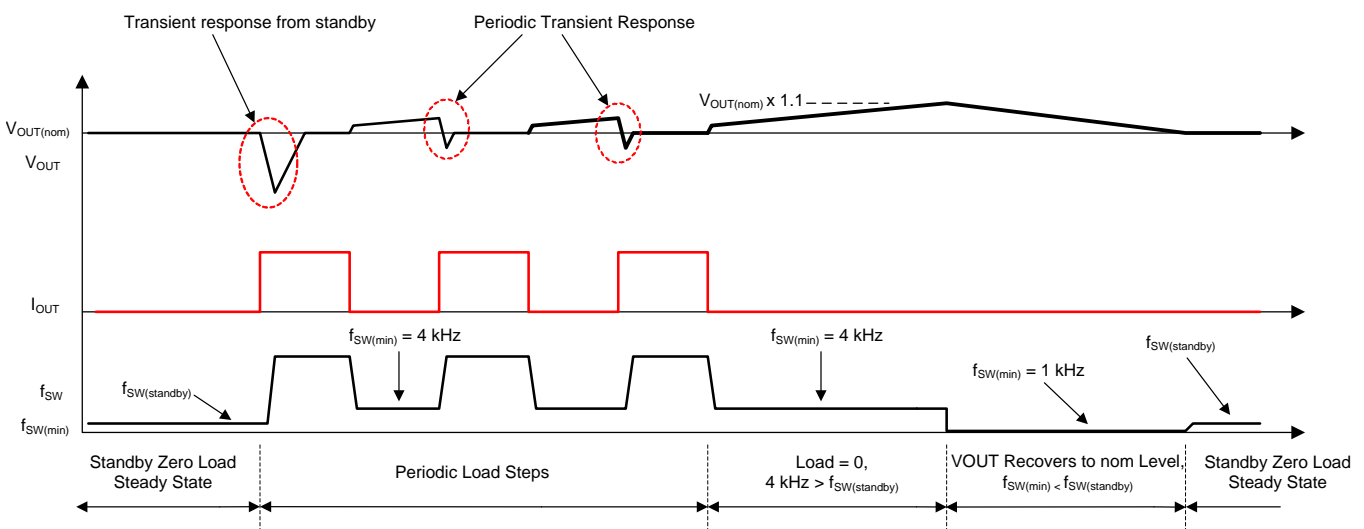 Transient response from standby
Periodic Transient Response
VOUT(nom) x 1.1
VOUT(nom)
VOUT
IOUT
fSW(min) = 4 kHz
fSW(min) = 4 kHz
fSW(standby)
fSW(min) = 1 kHz
fSW(standby)
fSW
fSW(min)
Standby Zero Load
Steady State
Periodic Load Steps
Load = 0,
4 kHz > fSW(standby)
VOUT Recovers to nom Level,
fSW(min) < fSW(standby)
Standby Zero Load
Steady State